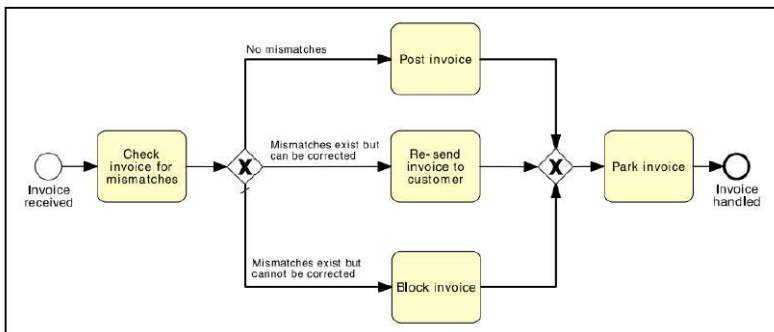 No mismatches
Post invoice
Check
invoice for
mismatches
X
Mismatches exist but
can be corrected
Re-send
invoice to
customer
X
Park invoice
Invoice
received
Invoice
handled
Mismatches exist but
cannot be corrected
Block invoice